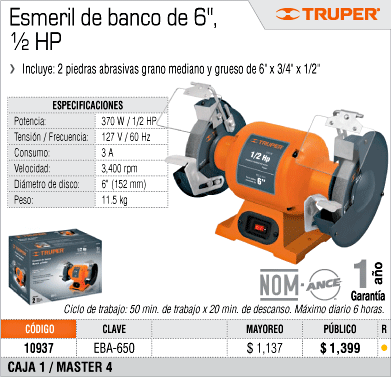 Esmeril de banco de 6",
½ HP
TRUPER®
Incluye: 2 piedras abrasivas grano mediano y grueso de 6" x 3/4" x 1/2"
ESPECIFICACIONES
Potencia: 370 W / 1/2 HP
Tensión / Frecuencia: 127 V / 60 Hz
Consumo: 3 A
Velocidad: 3,400 rpm
Diámetro de disco: 6" (152 mm)
Peso: 11.5 kg
TRUPER
1/2 Hp
6"
TRUPER
NOM-ANCE
1 año
Garantía
Ciclo de trabajo: 50 min. de trabajo x 20 min. de descanso. Máximo diario 6 horas.
CÓDIGO CLAVE MAYOREO PÚBLICO R
10937 EBA-650 $ 1,137 $ 1,399
CAJA 1 / MASTER 4